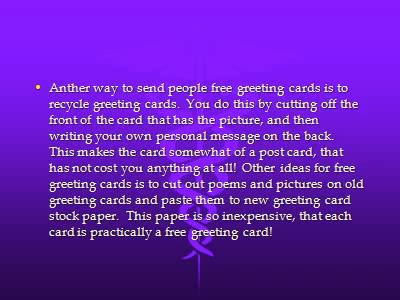 • Anther way to send people free greeting cards is to
recycle greeting cards.  You do this by cutting off the
front of the card that has the picture, and then
writing your own personal message on the back.
This makes the card somewhat of a post card, that
has not cost you anything at all!  Other ideas for free
greeting cards is to cut out poems and pictures on old
greeting cards and paste them to new greeting card
stock paper.  This paper is so inexpensive, that each
card is practically a free greeting card!